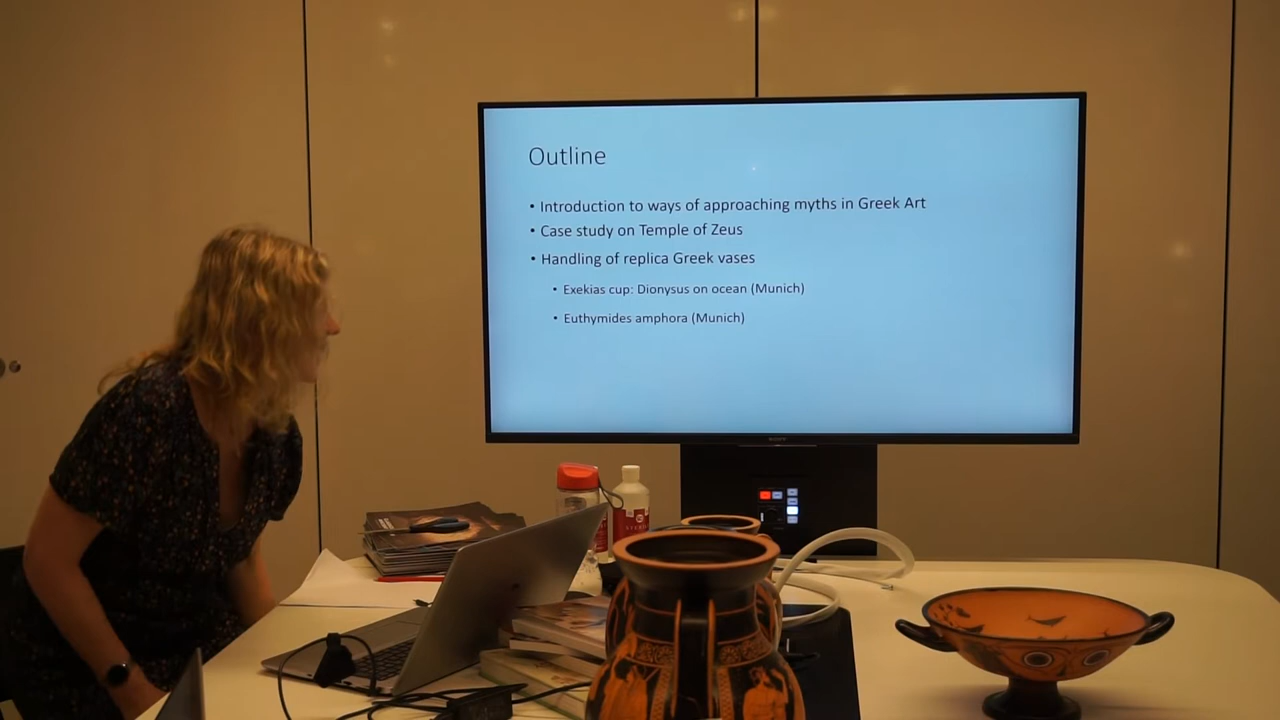 Outline
• Introduction to ways of approaching myths in Greek Art
• Case study on Temple of Zeus
• Handling of replica Greek vases
• Exekias cup: Dionysus on ocean (Munich)
• Euthymides amphora (Munich)